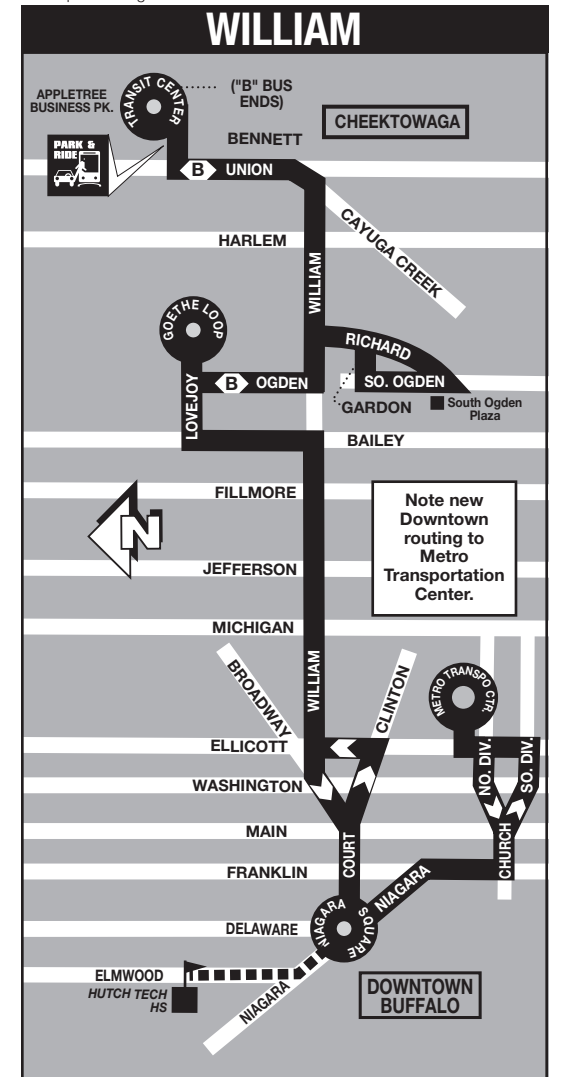 WILLIAM
APPLETREE
BUSINESS PK.
TRANSIT CENTER
("B" BUS
ENDS)
CHEEKTOWAGA
BENNETT
PARK &
RIDE
B
UNION
HARLEM
CAYUGA CREEK
WILLIAM
GOETHE LOOP
RICHARD
B
OGDEN
SO. OGDEN
LOVEJOY
GARDON
South Ogden
Plaza
BAILEY
FILLMORE
Note new
Downtown
routing to
Metro
Transportation
Center.
N
JEFFERSON
MICHIGAN
BROADWAY
WILLIAM
CLINTON
METRO TRANSPO CTR.
ELLICOTT
NO. DIV.
SO. DIV.
WASHINGTON
MAIN
COURT
CHURCH
FRANKLIN
NIAGARA
NIAGARA SQUARE
DELAWARE
ELMWOOD
HUTCH TECH
HS
NIAGARA
DOWNTOWN
BUFFALO